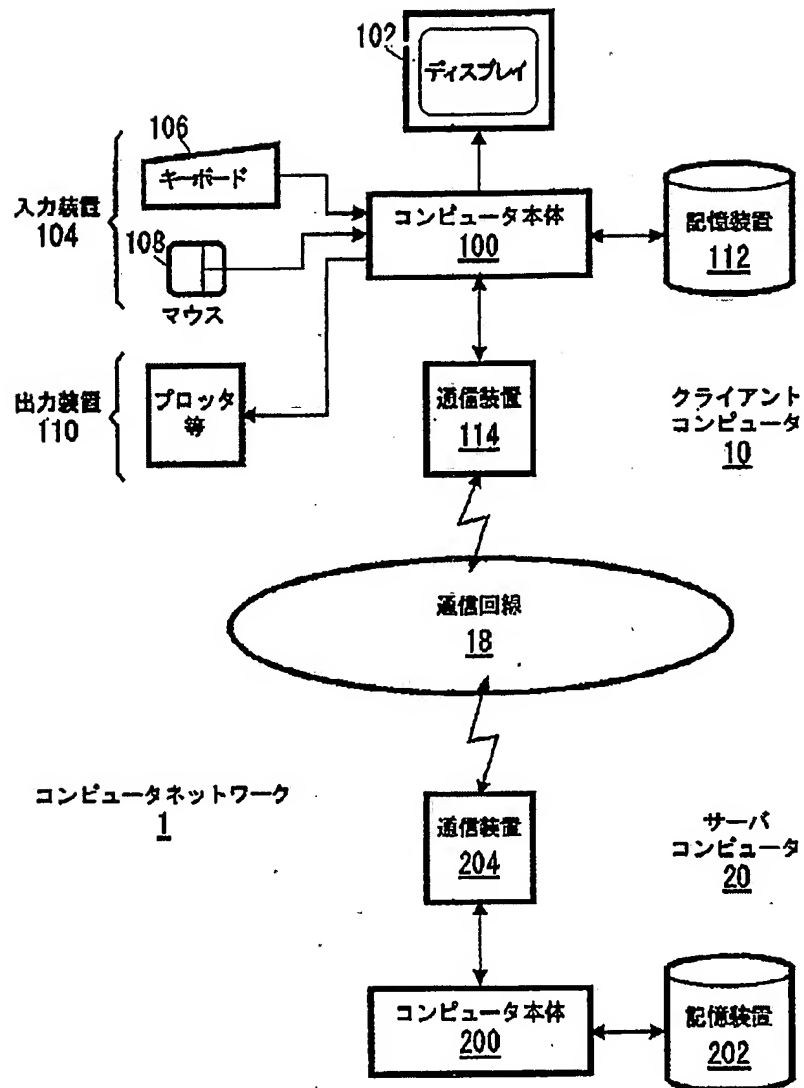 102
ディスプレイ
106
キーボード
入力装置
104
108
マウス
コンピュータ本体
100
記憶装置
112
出力装置
110
プロッタ
等
通信装置
114
クライアント
コンピュータ
10
通信回線
18
コンピュータネットワーク
1
通信装置
204
サーバ
コンピュータ
20
コンピュータ本体
200
記憶装置
202